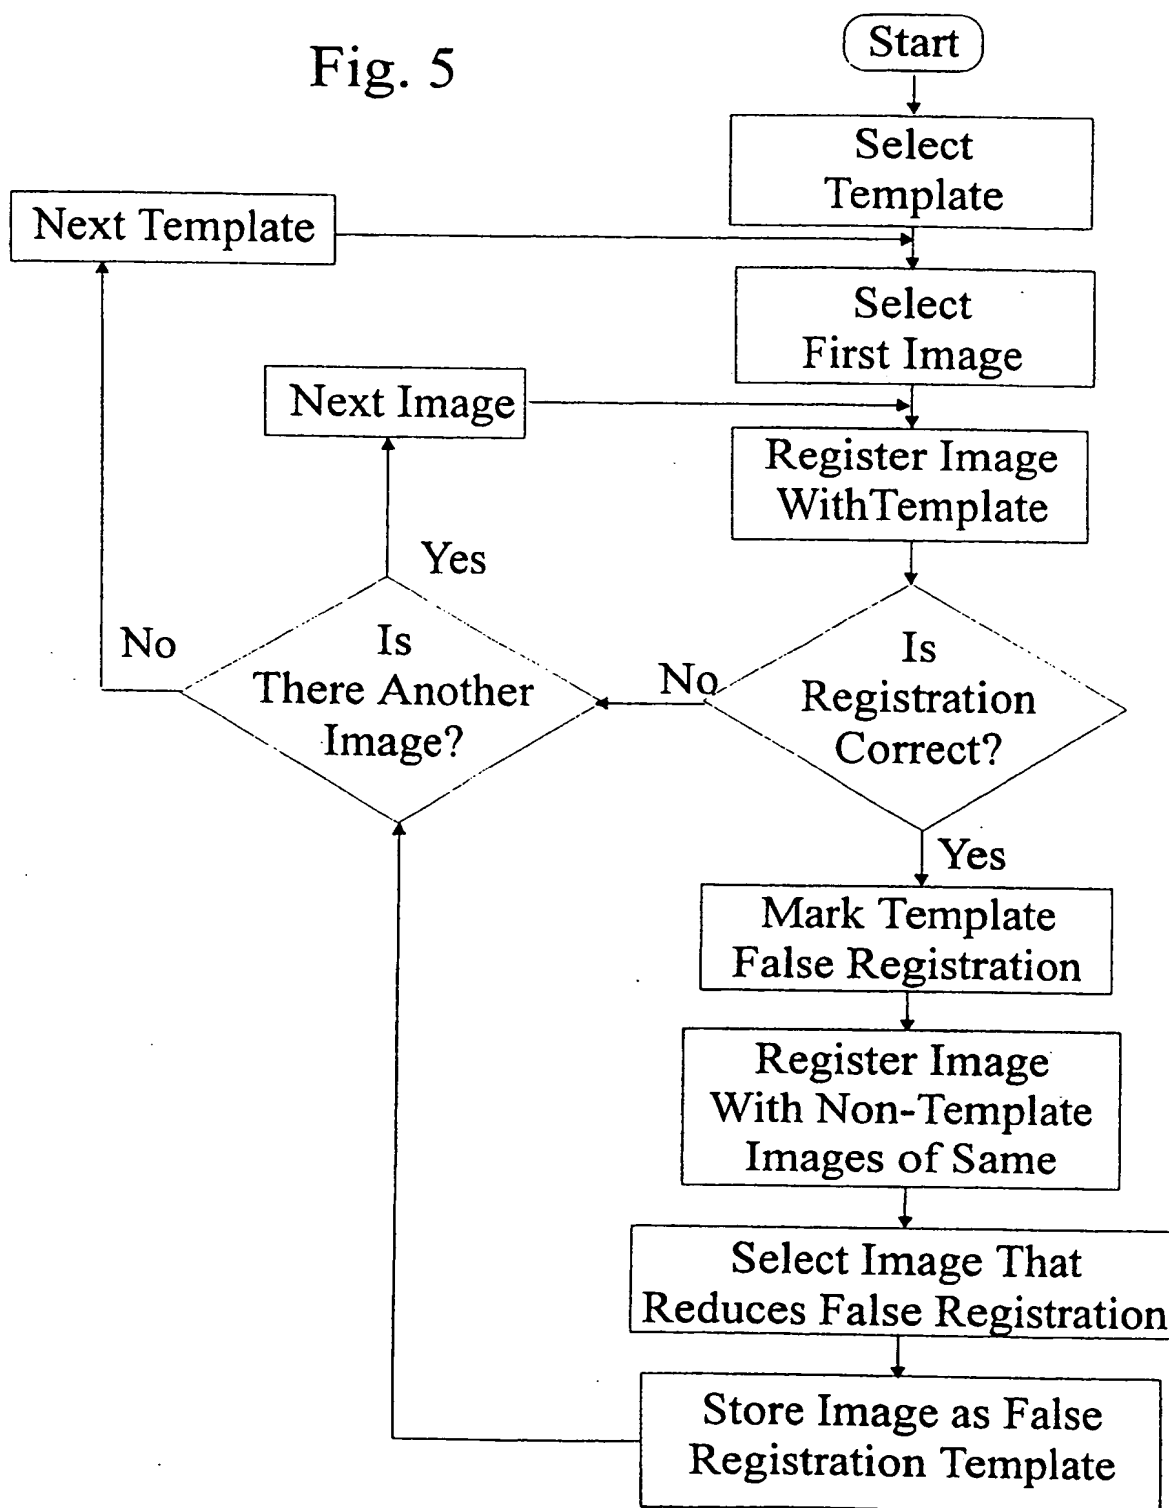 Fig. 5
Start
Select
Template
Next Template
Select
First Image
Next Image
Register Image
WithTemplate
Yes
No
Is
There Another
Image?
No
Is
Registration
Correct?
Yes
Mark Template
False Registration
Register Image
With Non-Template
Images of Same
Select Image That
Reduces False Registration
Store Image as False
Registration Template